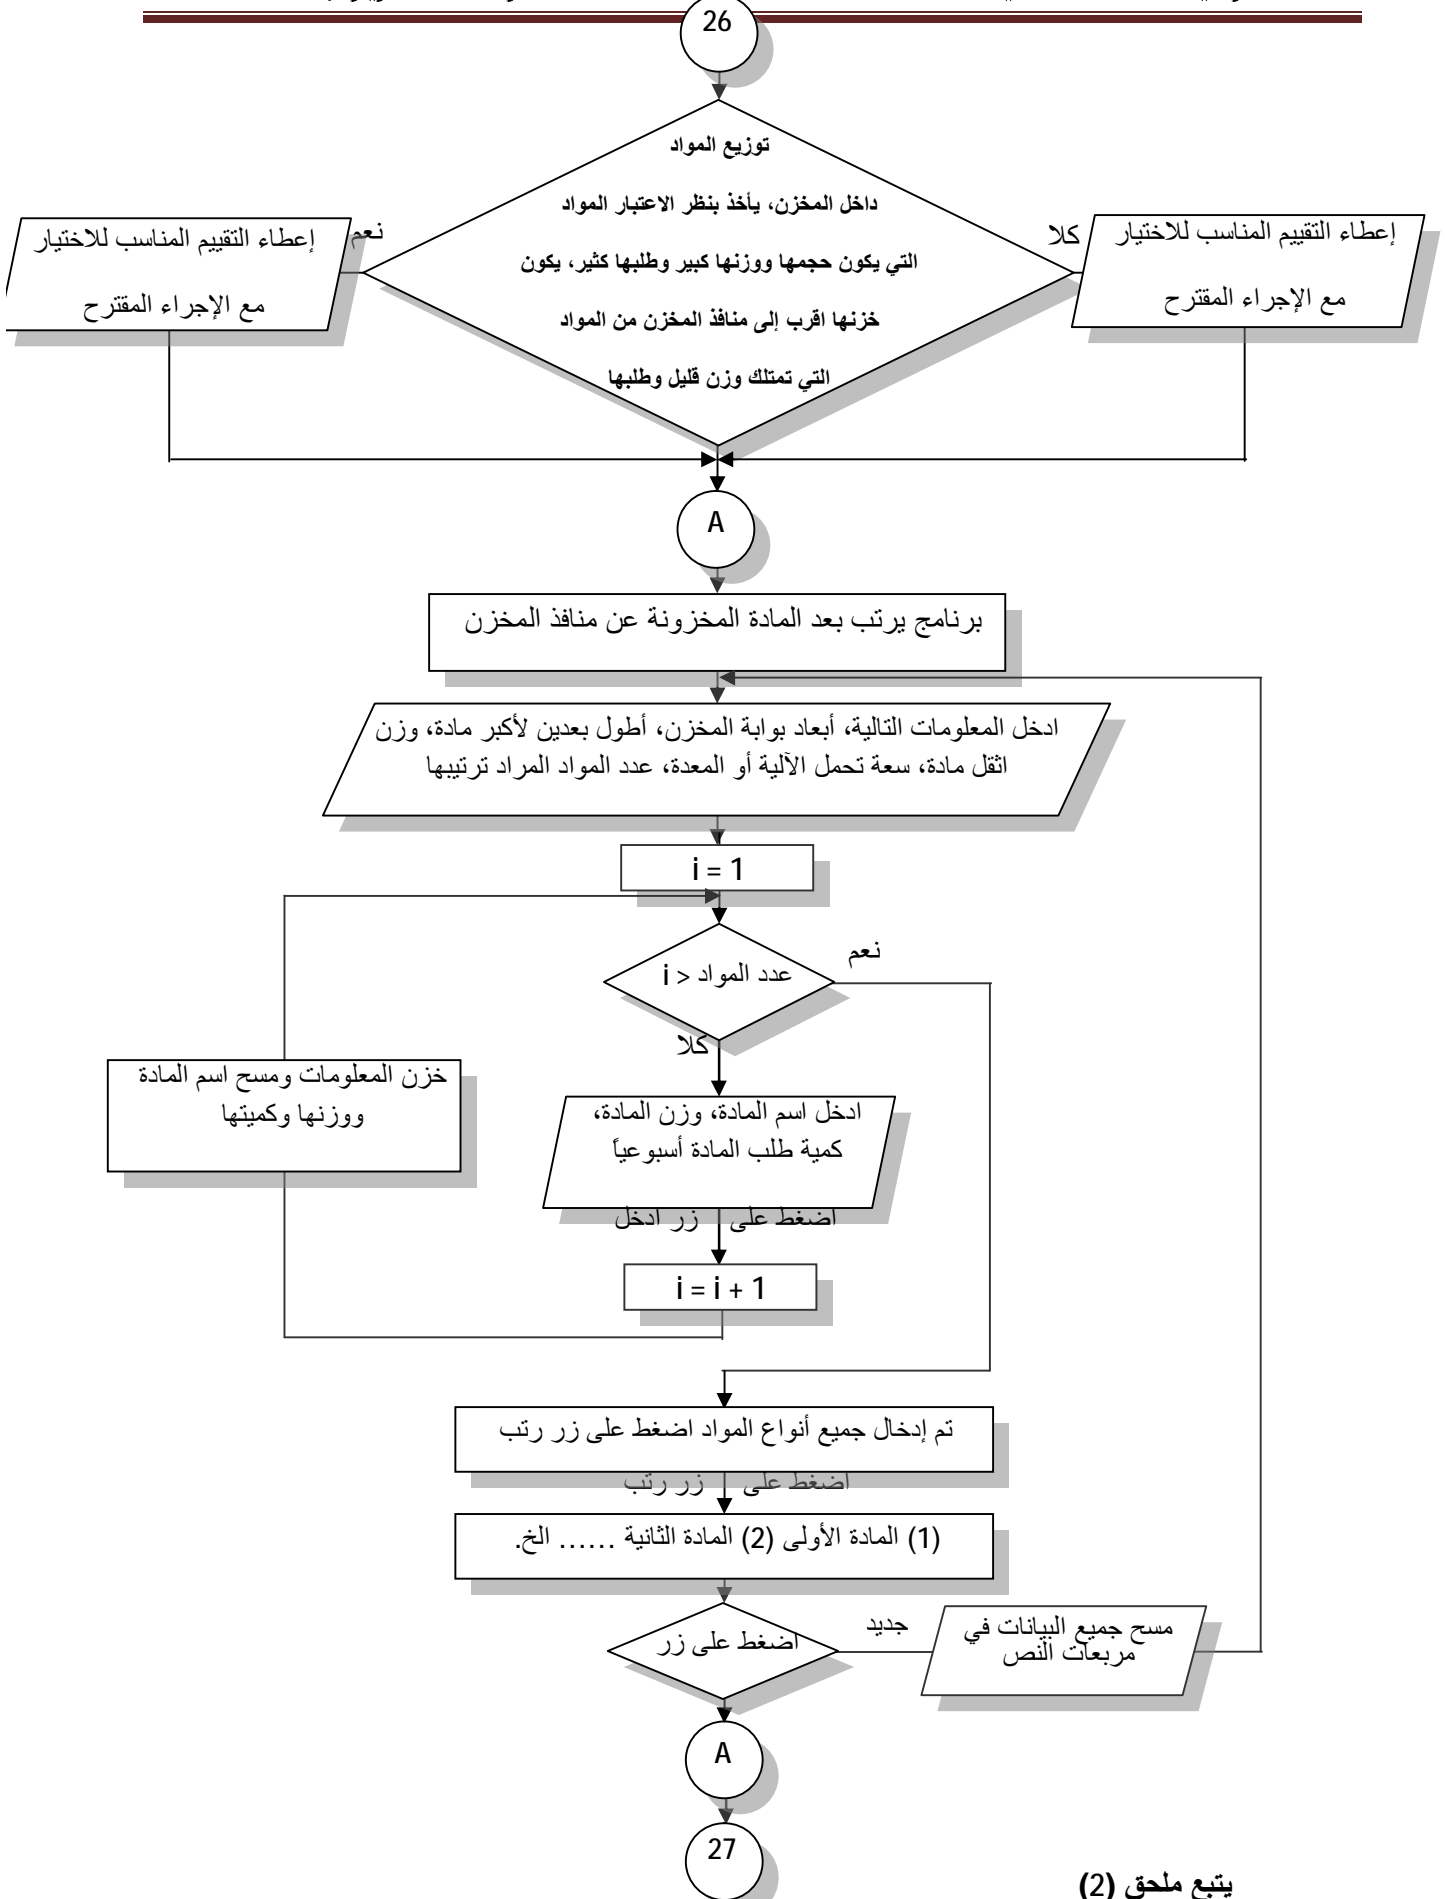 26
توزيع المواد
داخل المخزن، يأخذ بنظر الاعتبار المواد
التي يكون حجمها ووزنها كبير وطلبها كثير، يكون
خزنها اقرب إلى منافذ المخزن من المواد
التي تمتلك وزن قليل وطلبها
كلا
إعطاء التقييم المناسب للاختيار
مع الإجراء المقترح
نعم
إعطاء التقييم المناسب للاختيار
مع الإجراء المقترح
A
برنامج يرتب بعد المادة المخزونة عن منافذ المخزن
ادخل المعلومات التالية، أبعاد بوابة المخزن، أطول بعدين لأكبر مادة، وزن
اثقل مادة، سعة تحمل الآلية أو المعدة، عدد المواد المراد ترتيبها
i = 1
عدد المواد < i
نعم
كلا
خزن المعلومات ومسح اسم المادة
ووزنها وكميتها
ادخل اسم المادة، وزن المادة،
كمية طلب المادة أسبوعياً
اضغط على زر ادخل
i = i + 1
تم إدخال جميع أنواع المواد اضغط على زر رتب
اضغط على زر رتب
(1) المادة الأولى (2) المادة الثانية ...... الخ.
اضغط على زر
جديد
مسح جميع البيانات في
مربعات النص
A
27
يتبع ملحق (2)